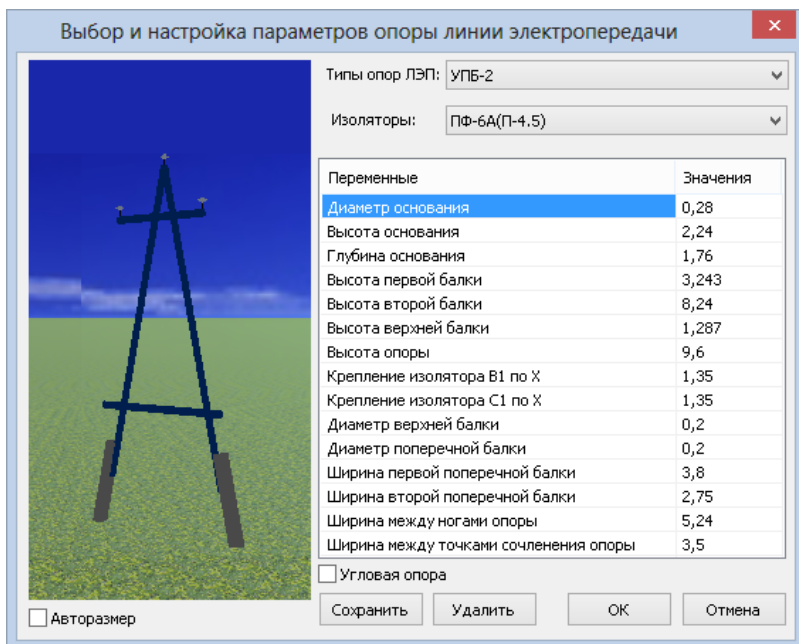 Выбор и настройка параметров опоры линии электропередачи
Типы опор ЛЭП: УПБ-2
Изоляторы: ПФ-6А(П-4.5)
Переменные Значения
Диаметр основания 0,28
Высота основания 2,24
Глубина основания 1,76
Высота первой балки 3,243
Высота второй балки 8,24
Высота верхней балки 1,287
Высота опоры 9,6
Крепление изолятора B1 по X 1,35
Крепление изолятора C1 по X 1,35
Диаметр верхней балки 0,2
Диаметр поперечной балки 0,2
Ширина первой поперечной балки 3,8
Ширина второй поперечной балки 2,75
Ширина между ногами опоры 5,24
Ширина между точками сочленения опоры 3,5
Угловая опора
Авторазмер
Сохранить Удалить ОК Отмена